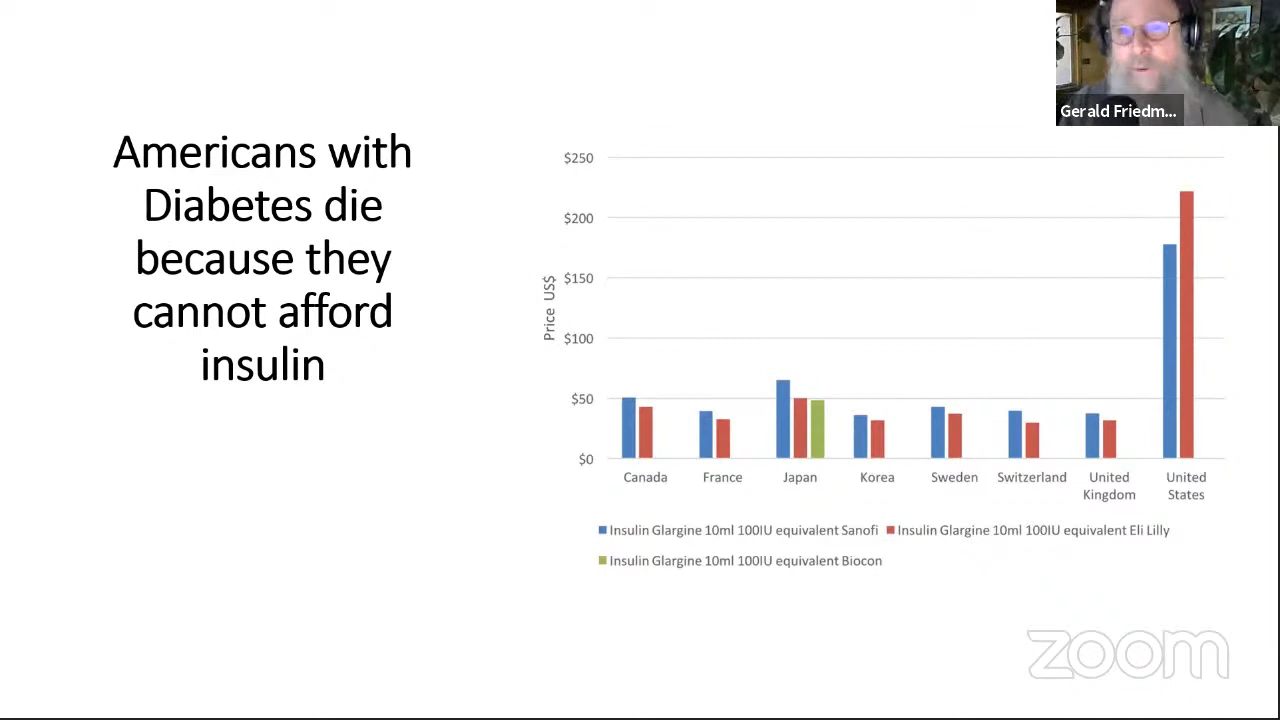 Gerald Friedm...
Americans with
Diabetes die
because they
cannot afford
insulin
$250
$200
$150
$100
$50
$0
Price US$
Canada
France
Japan
Korea
Sweden
Switzerland
United
Kingdom
United
States
Insulin Glargine 10ml 100IU equivalent Sanofi
Insulin Glargine 10ml 100IU equivalent Eli Lilly
Insulin Glargine 10ml 100IU equivalent Biocon
zoom